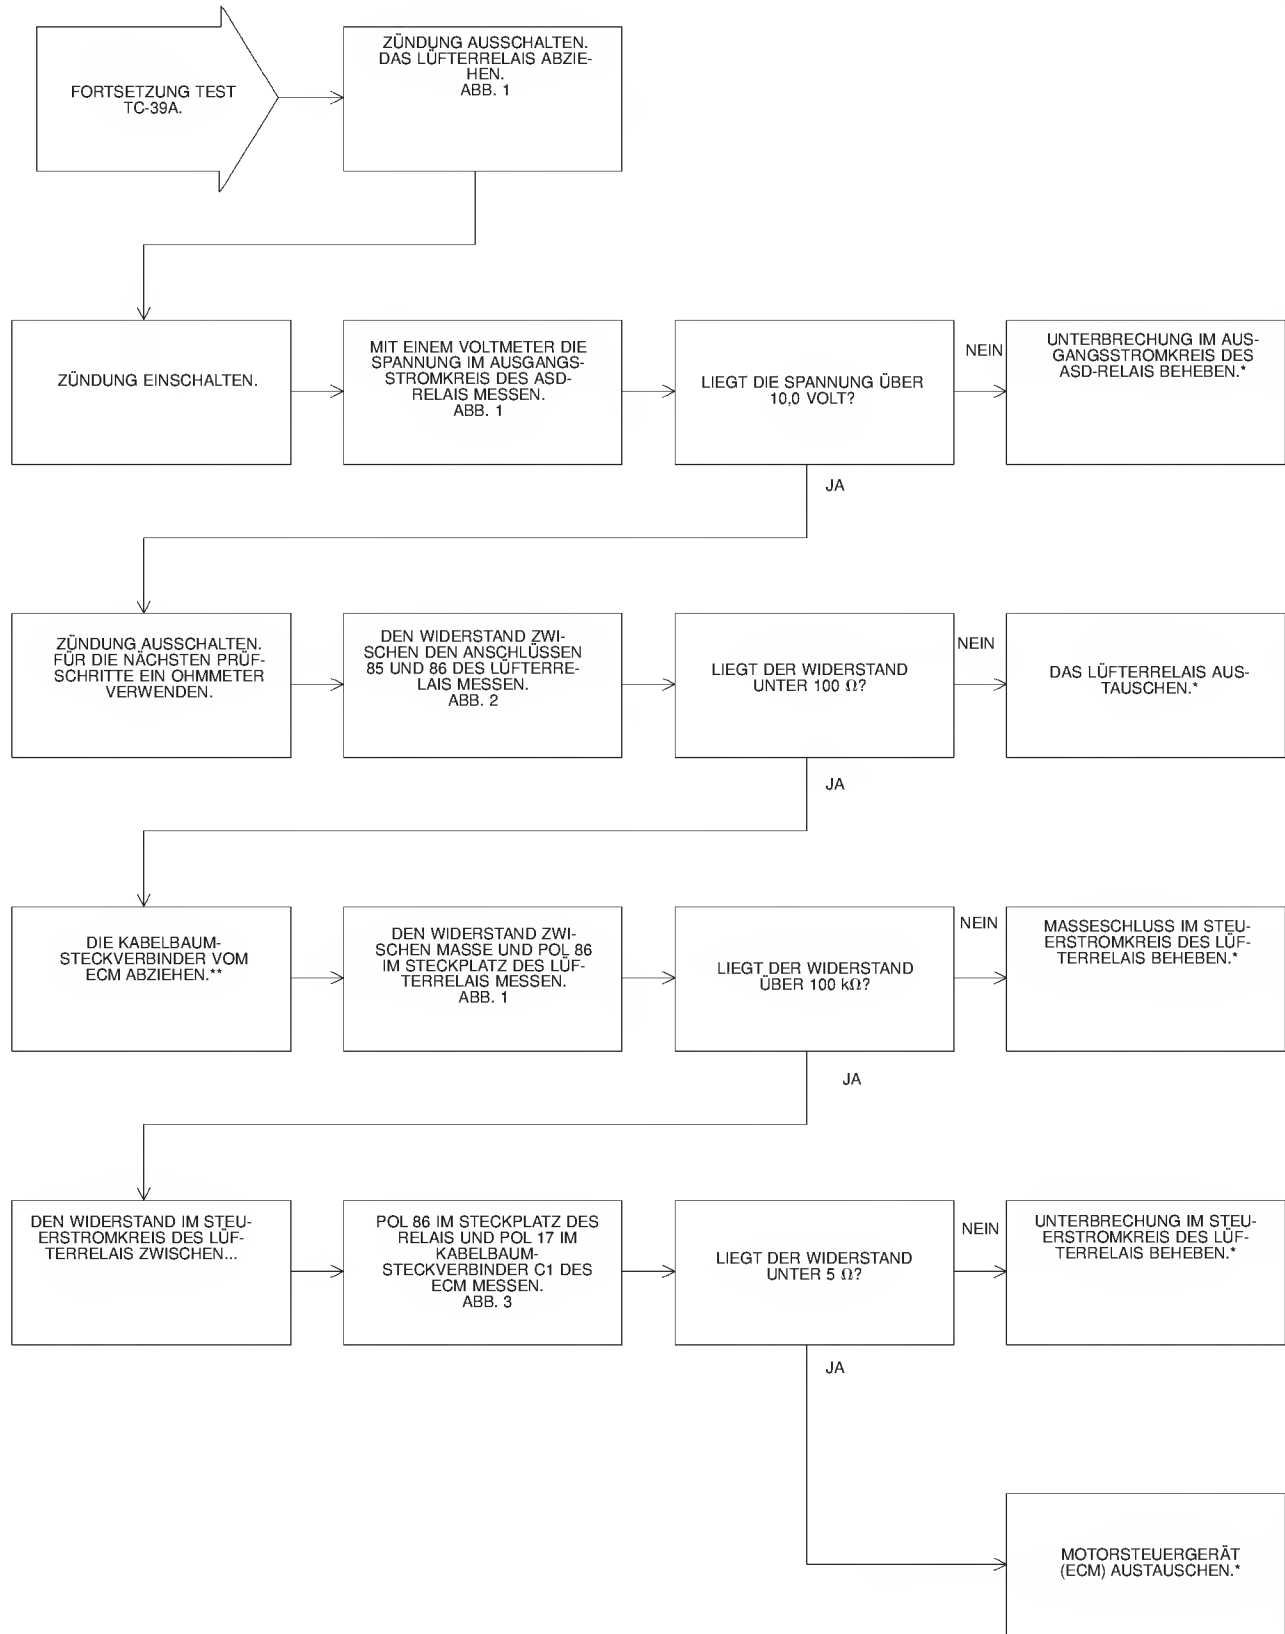 FORTSETZUNG TEST
TC-39A.
ZÜNDUNG AUSSCHALTEN.
DAS LÜFTERRELAIS ABZIE-
HEN.
ABB. 1
ZÜNDUNG EINSCHALTEN.
MIT EINEM VOLTMETER DIE
SPANNUNG IM AUSGANGS-
STROMKREIS DES ASD-
RELAIS MESSEN.
ABB. 1
LIEGT DIE SPANNUNG ÜBER
10,0 VOLT?
NEIN
UNTERBRECHUNG IM AUS-
GANGSSTROMKREIS DES
ASD-RELAIS BEHEBEN.*
JA
ZÜNDUNG AUSSCHALTEN.
FÜR DIE NÄCHSTEN PRÜF-
SCHRITTE EIN OHMMETER
VERWENDEN.
DEN WIDERSTAND ZWI-
SCHEN DEN ANSCHLÜSSEN
85 UND 86 DES LÜFTERRE-
LAIS MESSEN.
ABB. 2
LIEGT DER WIDERSTAND
UNTER 100 Ω?
NEIN
DAS LÜFTERRELAIS AUS-
TAUSCHEN.*
JA
DIE KABELBAUM-
STECKVERBINDER VOM
ECM ABZIEHEN.**
DEN WIDERSTAND ZWI-
SCHEN MASSE UND POL 86
IM STECKPLATZ DES LÜF-
TERRELAIS MESSEN.
ABB. 1
LIEGT DER WIDERSTAND
ÜBER 100 kΩ?
NEIN
MASSESCHLUSS IM STEU-
ERSTROMKREIS DES LÜF-
TERRELAIS BEHEBEN.*
JA
DEN WIDERSTAND IM STEU-
ERSTROMKREIS DES LÜF-
TERRELAIS ZWISCHEN...
POL 86 IM STECKPLATZ DES
RELAIS UND POL 17 IM
KABELBAUM-
STECKVERBINDER C1 DES
ECM MESSEN.
ABB. 3
LIEGT DER WIDERSTAND
UNTER 5 Ω?
NEIN
UNTERBRECHUNG IM STEU-
ERSTROMKREIS DES LÜF-
TERRELAIS BEHEBEN.*
JA
MOTORSTEUERGERÄT
(ECM) AUSTAUSCHEN.*